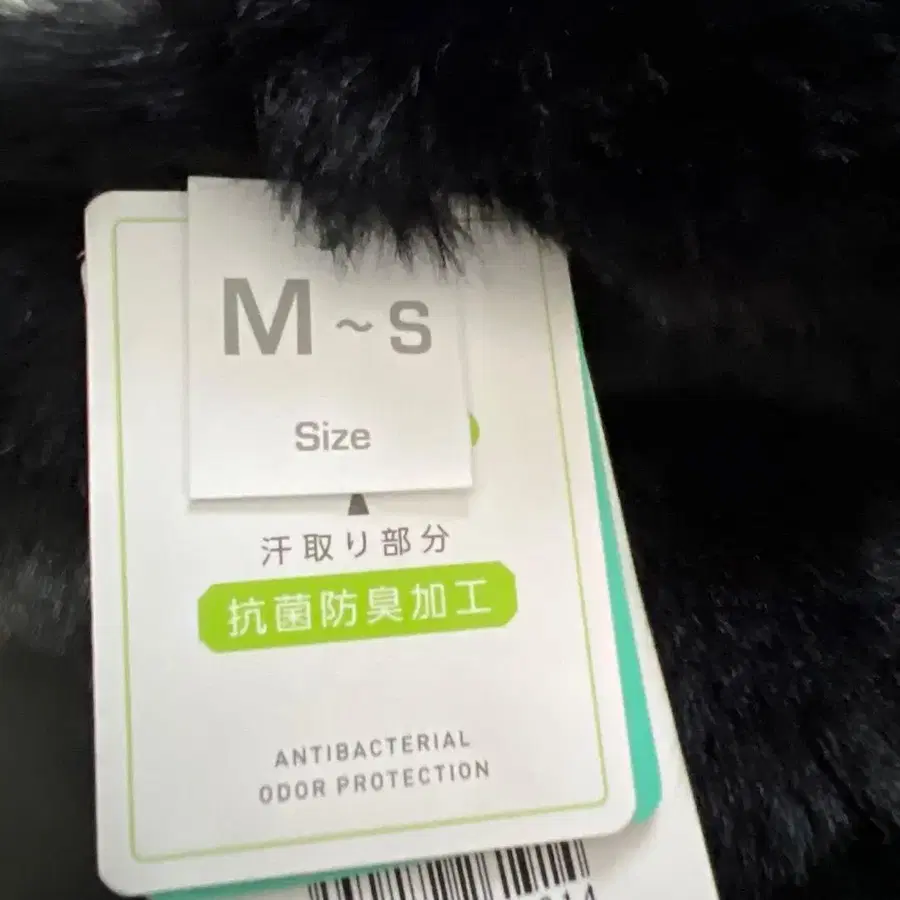 M ~ S
Size
汗取り部分
抗菌防臭加工
ANTIBACTERIAL
ODOR PROTECTION